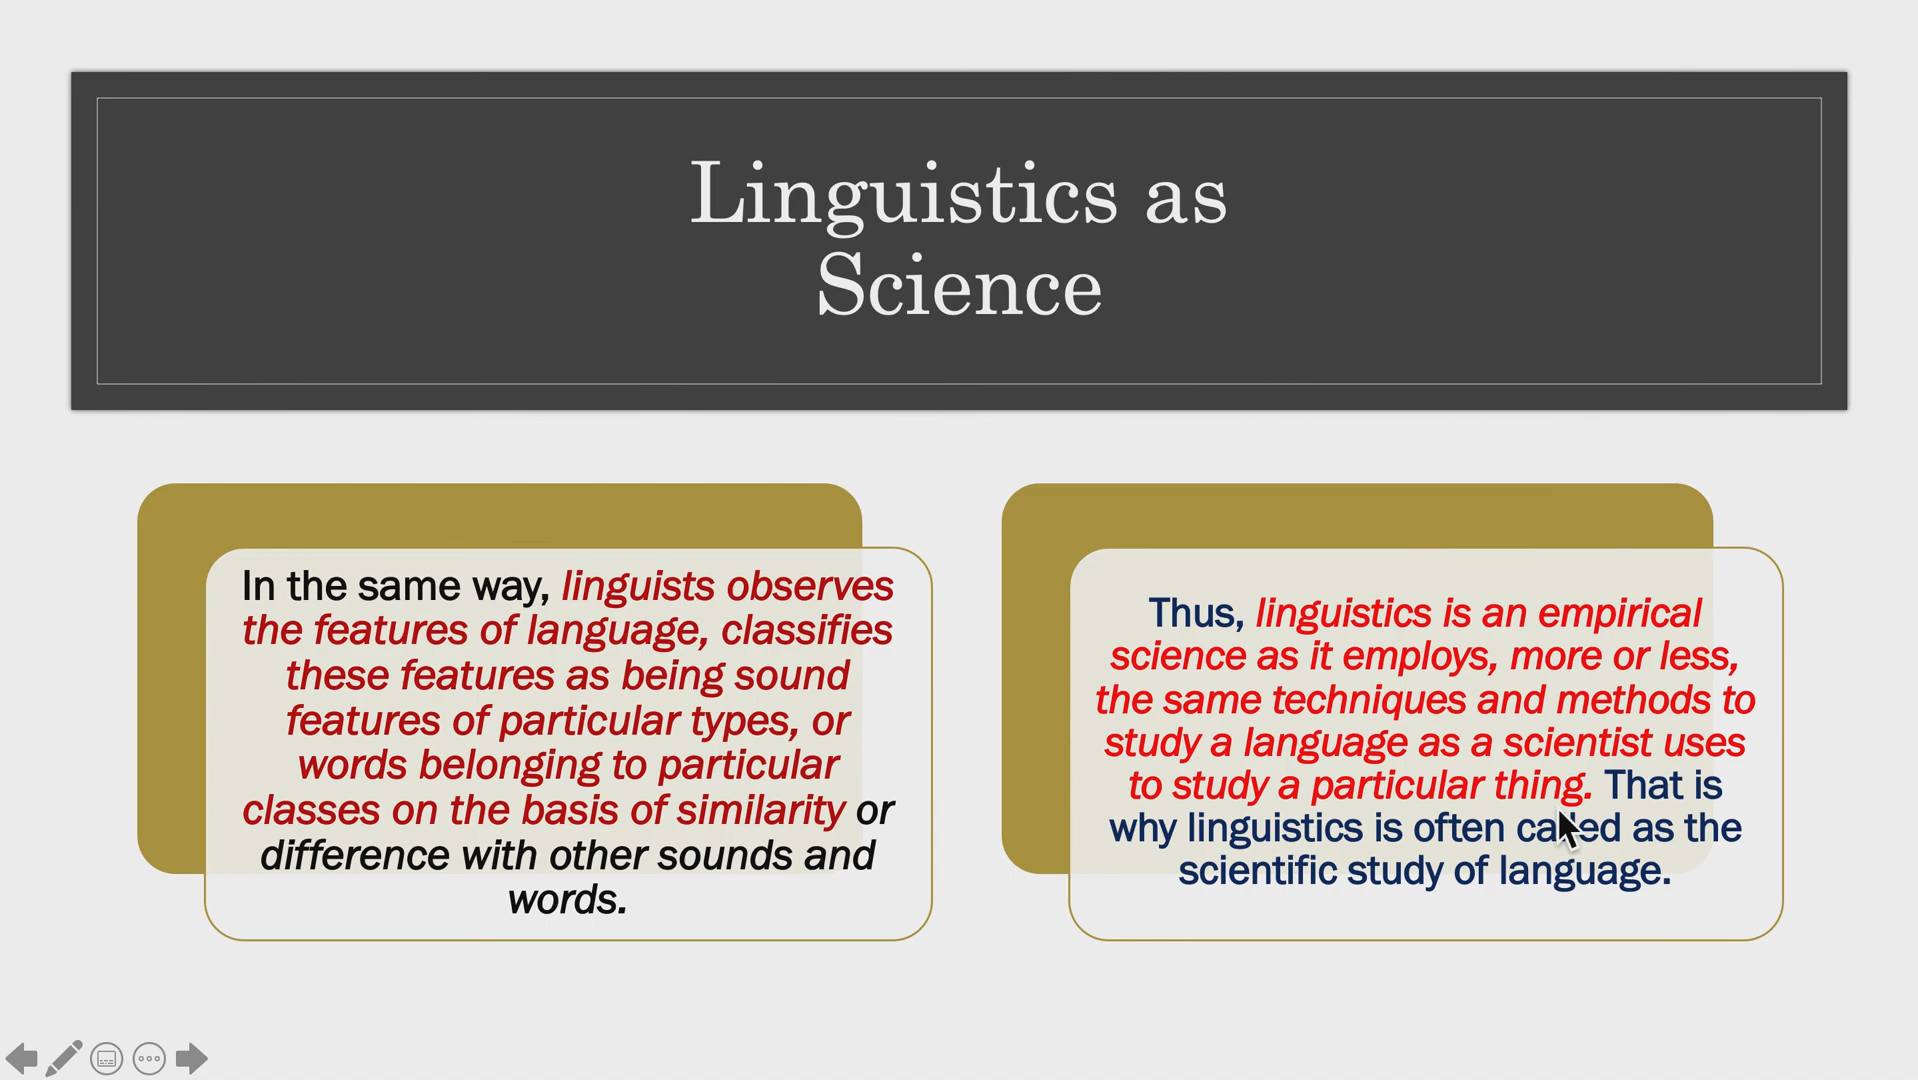 Linguistics as
Science
In the same way, linguists observes
the features of language, classifies
these features as being sound
features of particular types, or
words belonging to particular
classes on the basis of similarity or
difference with other sounds and
words.
Thus, linguistics is an empirical
science as it employs, more or less,
the same techniques and methods to
study a language as a scientist uses
to study a particular thing. That is
why linguistics is often called as the
scientific study of language.